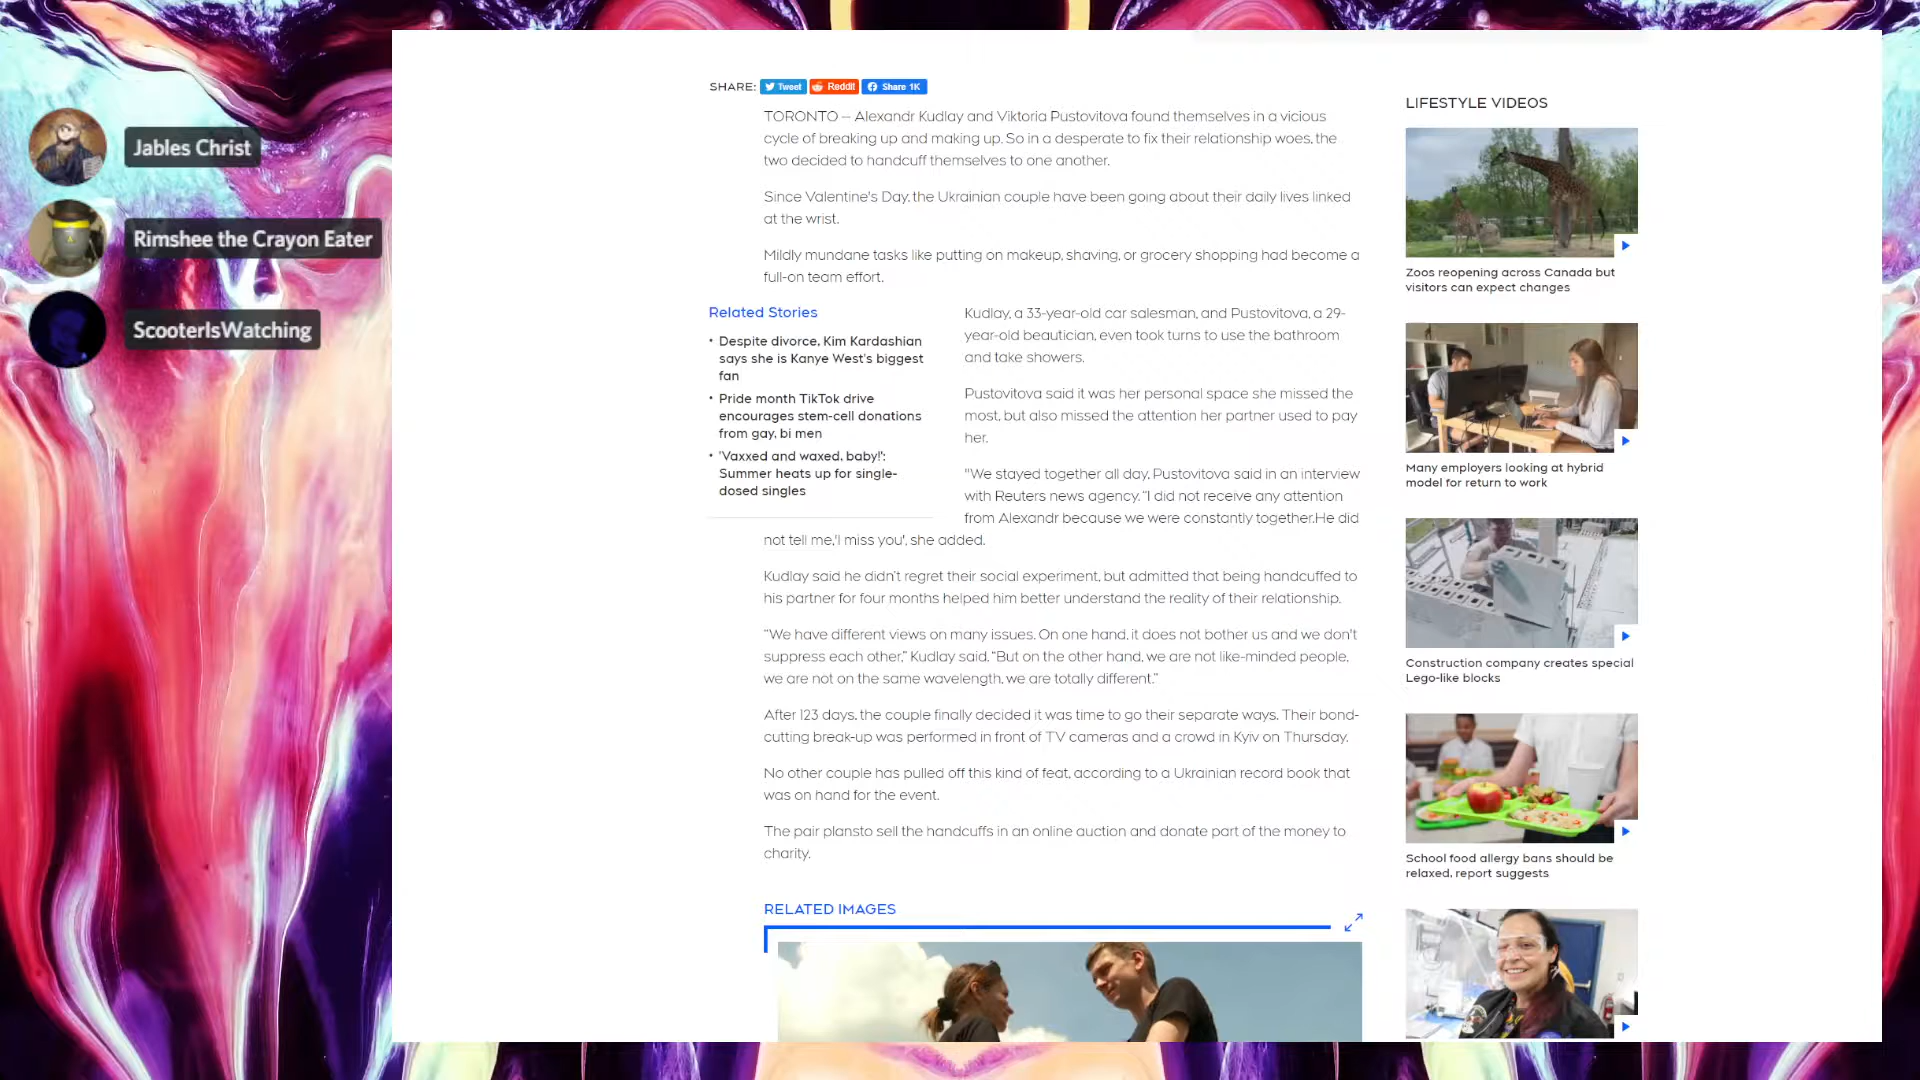 Jables Christ
Rimshee the Crayon Eater
ScooterIsWatching
SHARE: Tweet Reddit Share 1K
TORONTO — Alexandr Kudlay and Viktoria Pustovitova found themselves in a vicious
cycle of breaking up and making up. So in a desperate to fix their relationship woes, the
two decided to handcuff themselves to one another.
Since Valentine's Day, the Ukrainian couple have been going about their daily lives linked
at the wrist.
Mildly mundane tasks like putting on makeup, shaving, or grocery shopping had become a
full-on team effort.
Related Stories
• Despite divorce, Kim Kardashian
says she is Kanye West's biggest
fan
• Pride month TikTok drive
encourages stem-cell donations
from gay, bi men
• 'Vaxxed and waxed, baby!':
Summer heats up for single-
dosed singles
Kudlay, a 33-year-old car salesman, and Pustovitova, a 29-
year-old beautician, even took turns to use the bathroom
and take showers.
Pustovitova said it was her personal space she missed the
most, but also missed the attention her partner used to pay
her.
"We stayed together all day, Pustovitova said in an interview
with Reuters news agency. "I did not receive any attention
from Alexandr because we were constantly together.He did
not tell me,'I miss you', she added.
Kudlay said he didn't regret their social experiment, but admitted that being handcuffed to
his partner for four months helped him better understand the reality of their relationship.
"We have different views on many issues. On one hand, it does not bother us and we don't
suppress each other," Kudlay said. "But on the other hand, we are not like-minded people,
we are not on the same wavelength, we are totally different."
After 123 days, the couple finally decided it was time to go their separate ways. Their bond-
cutting break-up was performed in front of TV cameras and a crowd in Kyiv on Thursday.
No other couple has pulled off this kind of feat, according to a Ukrainian record book that
was on hand for the event.
The pair plansto sell the handcuffs in an online auction and donate part of the money to
charity.
RELATED IMAGES
LIFESTYLE VIDEOS
Zoos reopening across Canada but
visitors can expect changes
Many employers looking at hybrid
model for return to work
Construction company creates special
Lego-like blocks
School food allergy bans should be
relaxed, report suggests